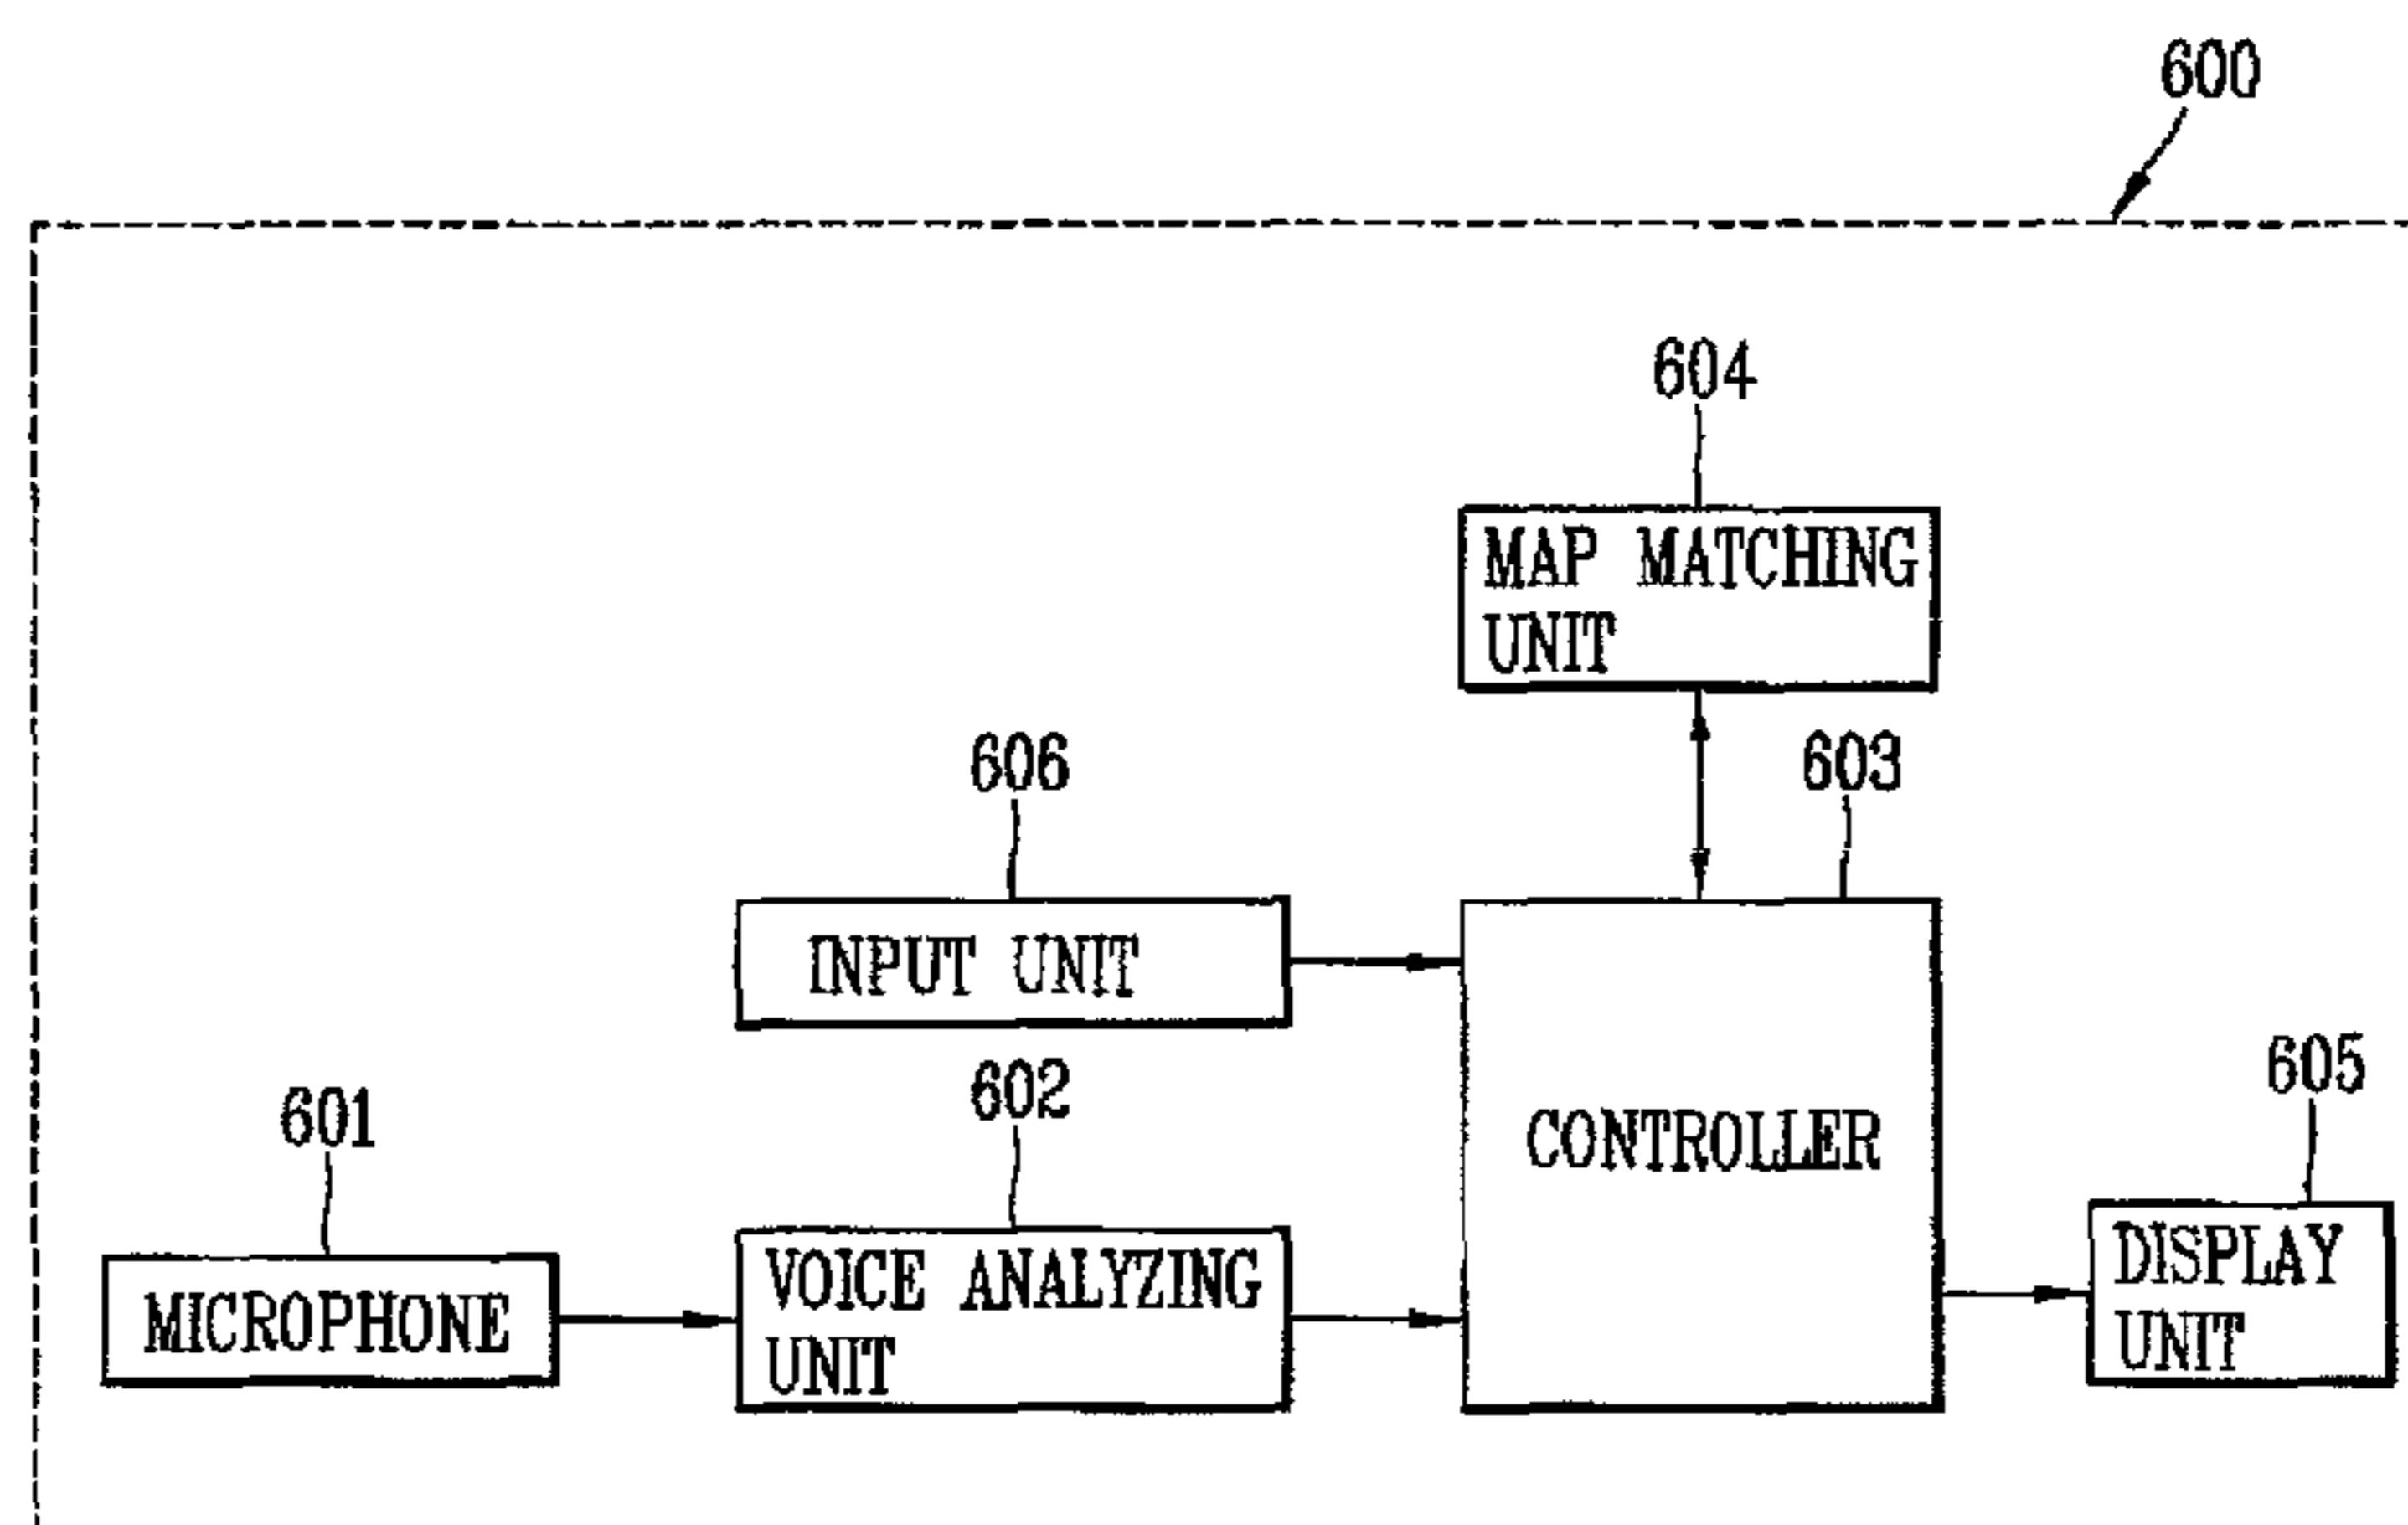 600
604
MAP MATCHING
UNIT
606
603
INPUT UNIT
602
605
601
CONTROLLER
MICROPHONE
VOICE ANALYZING
UNIT
DISPLAY
UNIT